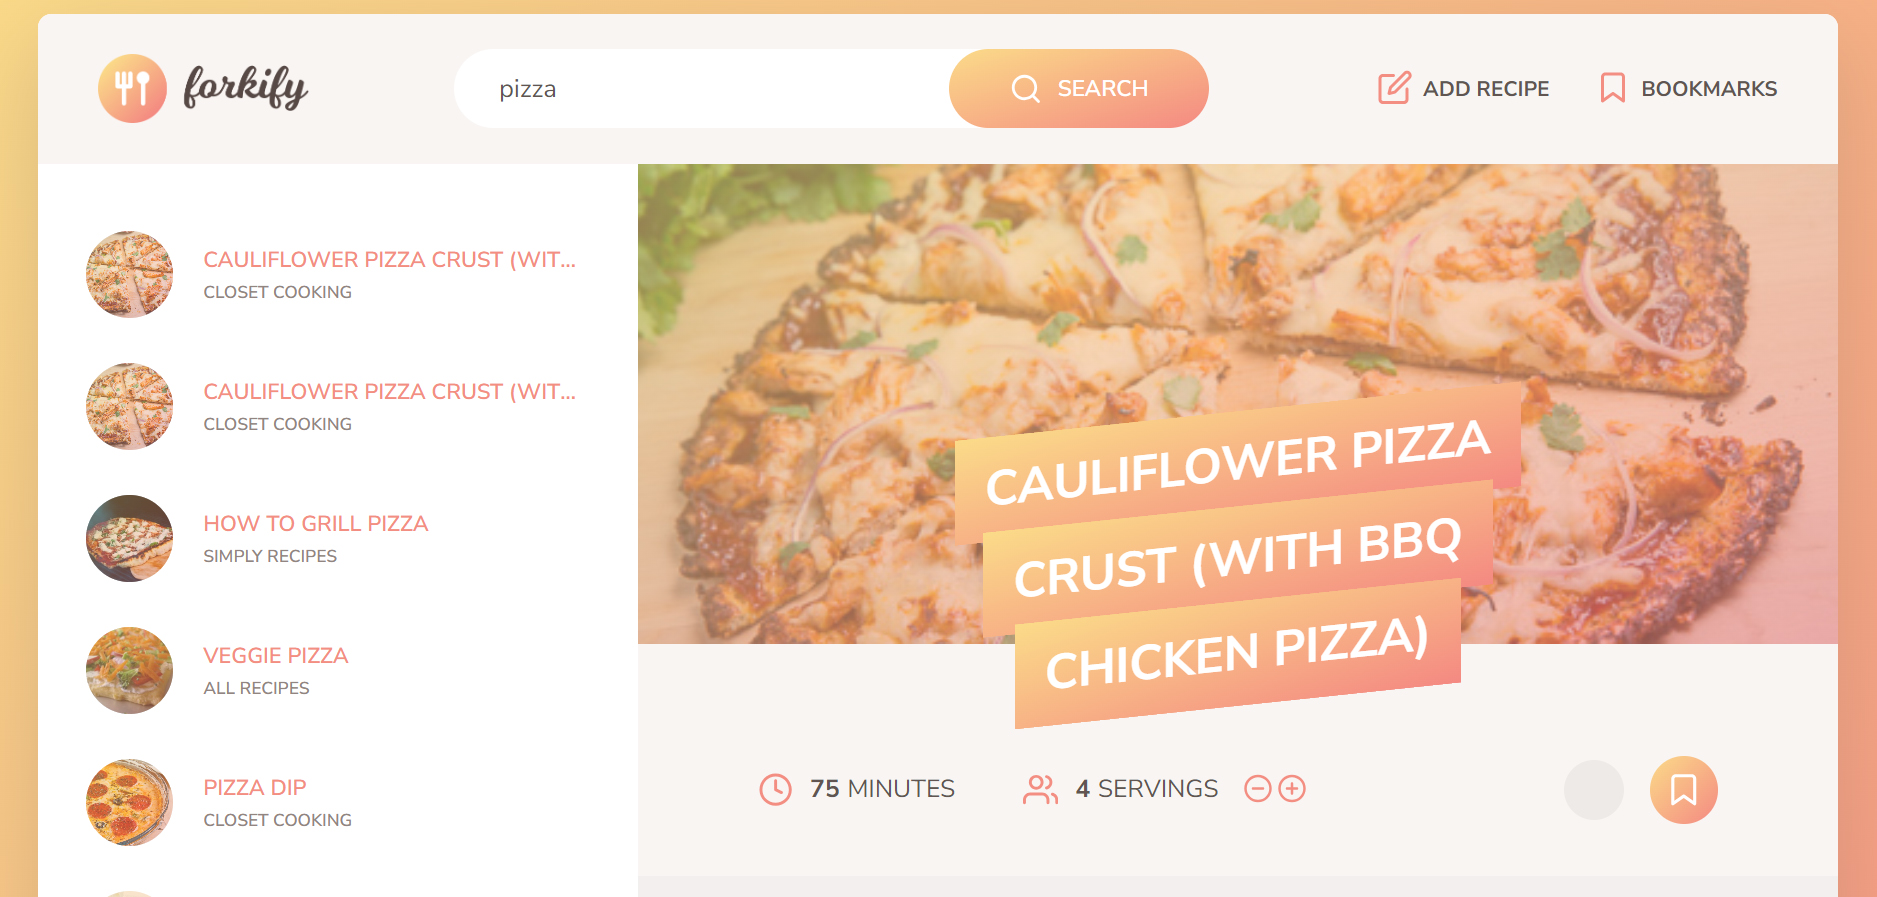 forkify
pizza
SEARCH
ADD RECIPE
BOOKMARKS
CAULIFLOWER PIZZA CRUST (WIT...
CLOSET COOKING
CAULIFLOWER PIZZA CRUST (WIT...
CLOSET COOKING
HOW TO GRILL PIZZA
SIMPLY RECIPES
VEGGIE PIZZA
ALL RECIPES
PIZZA DIP
CLOSET COOKING
CAULIFLOWER PIZZA
CRUST (WITH BBQ
CHICKEN PIZZA)
75 MINUTES
4 SERVINGS